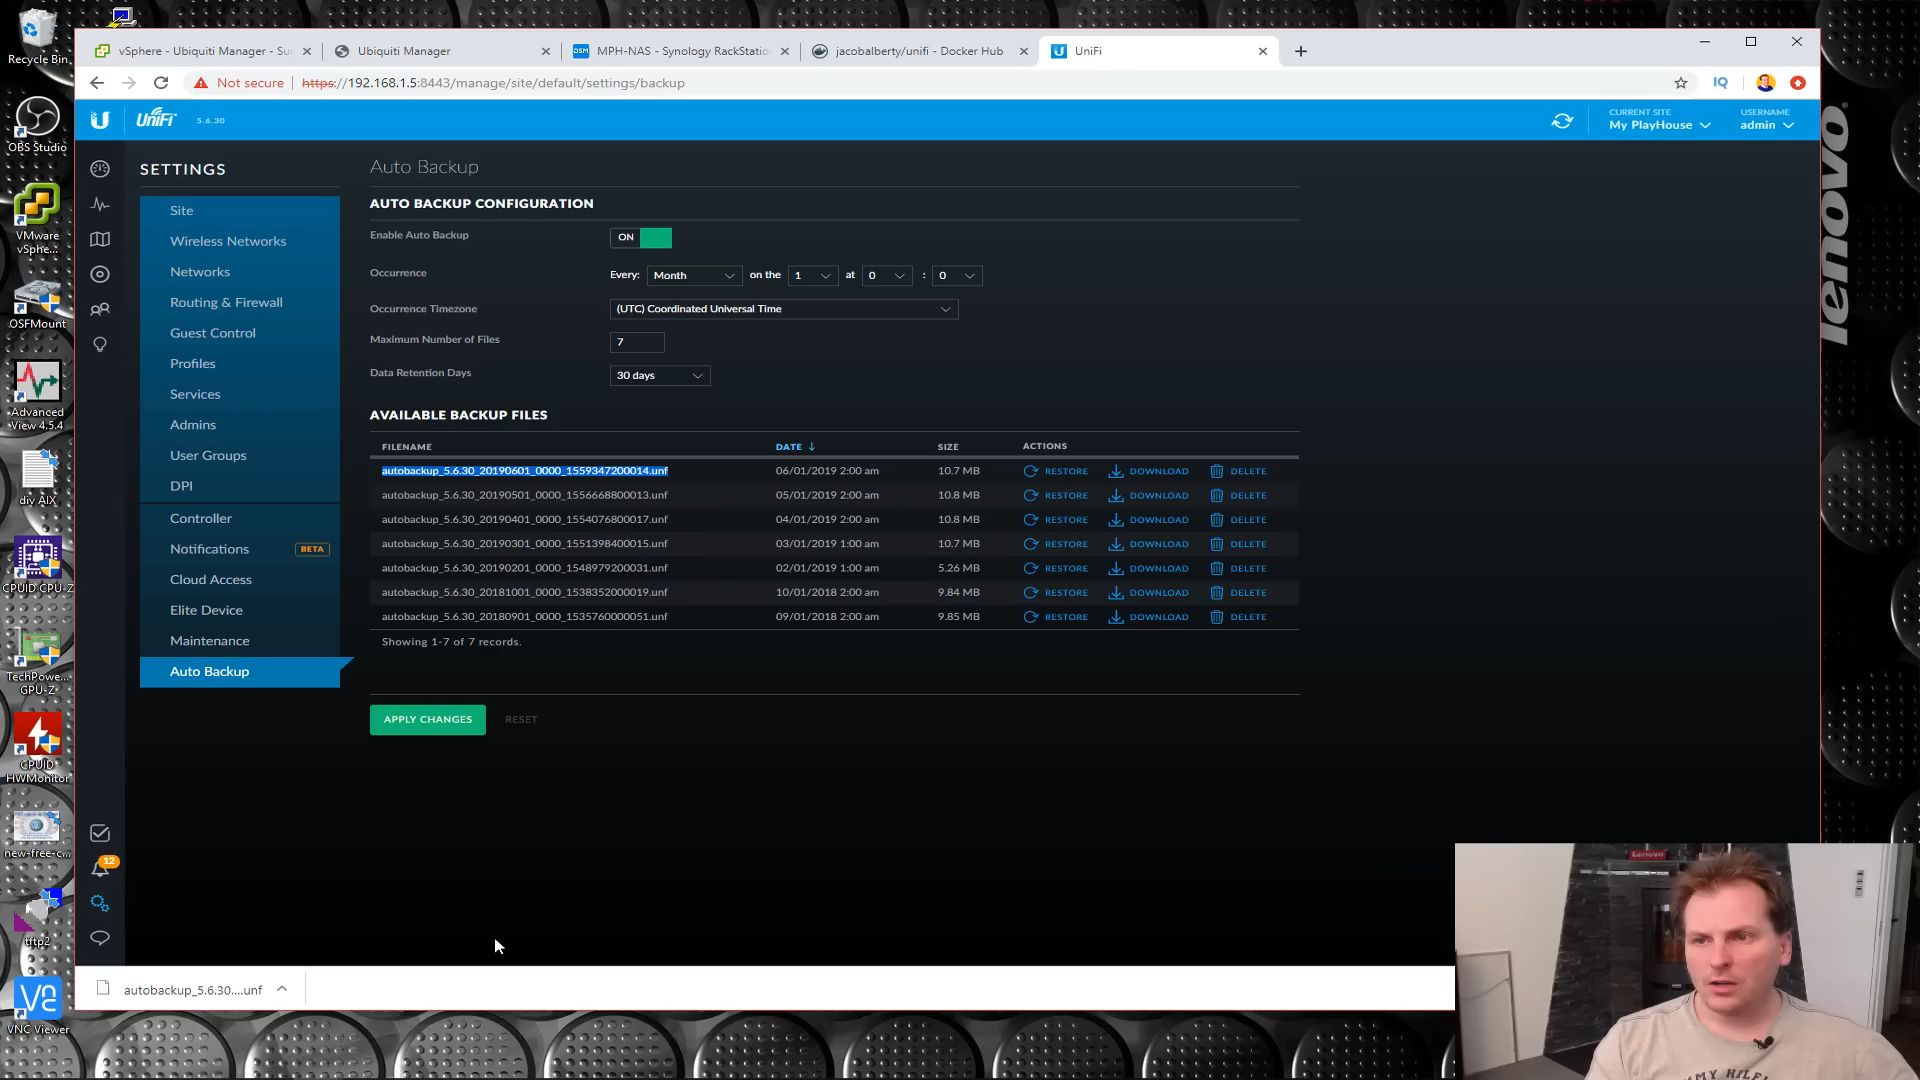 Recycle Bin
OBS Studio
VMware
vSphe...
OSFMount
Advanced
View 4.5.4
div AIX
CPUID CPU-Z
TechPowe...
GPU-Z
CPUID
HWMonitor
new-free-c...
tftp2
VNC Viewer
vSphere - Ubiquiti Manager - Su
Ubiquiti Manager
MPH-NAS - Synology RackStatio
jacobalberty/unifi - Docker Hub
UniFi
Not secure
https://192.168.1.5:8443/manage/site/default/settings/backup
IQ
UniFi
5.6.30
CURRENT SITE
My PlayHouse
USERNAME
admin
SETTINGS
Site
Wireless Networks
Networks
Routing & Firewall
Guest Control
Profiles
Services
Admins
User Groups
DPI
Controller
Notifications BETA
Cloud Access
Elite Device
Maintenance
Auto Backup
12
Auto Backup
AUTO BACKUP CONFIGURATION
Enable Auto Backup ON
Occurrence Every: Month on the 1 at 0 : 0
Occurrence Timezone (UTC) Coordinated Universal Time
Maximum Number of Files 7
Data Retention Days 30 days
AVAILABLE BACKUP FILES
FILENAME DATE SIZE ACTIONS
autobackup_5.6.30_20190601_0000_1559347200014.unf 06/01/2019 2:00 am 10.7 MB RESTORE DOWNLOAD DELETE
autobackup_5.6.30_20190501_0000_1556668800013.unf 05/01/2019 2:00 am 10.8 MB RESTORE DOWNLOAD DELETE
autobackup_5.6.30_20190401_0000_1554076800017.unf 04/01/2019 2:00 am 10.8 MB RESTORE DOWNLOAD DELETE
autobackup_5.6.30_20190301_0000_1551398400015.unf 03/01/2019 1:00 am 10.7 MB RESTORE DOWNLOAD DELETE
autobackup_5.6.30_20190201_0000_1548979200031.unf 02/01/2019 1:00 am 5.26 MB RESTORE DOWNLOAD DELETE
autobackup_5.6.30_20181001_0000_1538352000019.unf 10/01/2018 2:00 am 9.84 MB RESTORE DOWNLOAD DELETE
autobackup_5.6.30_20180901_0000_1535760000051.unf 09/01/2018 2:00 am 9.85 MB RESTORE DOWNLOAD DELETE
Showing 1-7 of 7 records.
APPLY CHANGES RESET
autobackup_5.6.30....unf
lenovo
Lenovo